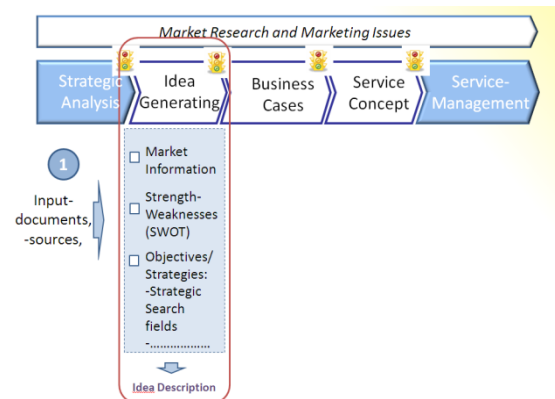 Market Research and Marketing Issues
Strategic
Analysis
Idea
Generating
Business
Cases
Service
Concept
Service-
Management
1
Input-
documents,
-sources,
Market
Information
Strength-
Weaknesses
(SWOT)
Objectives/
Strategies:
-Strategic
Search
fields
-………………
Idea Description